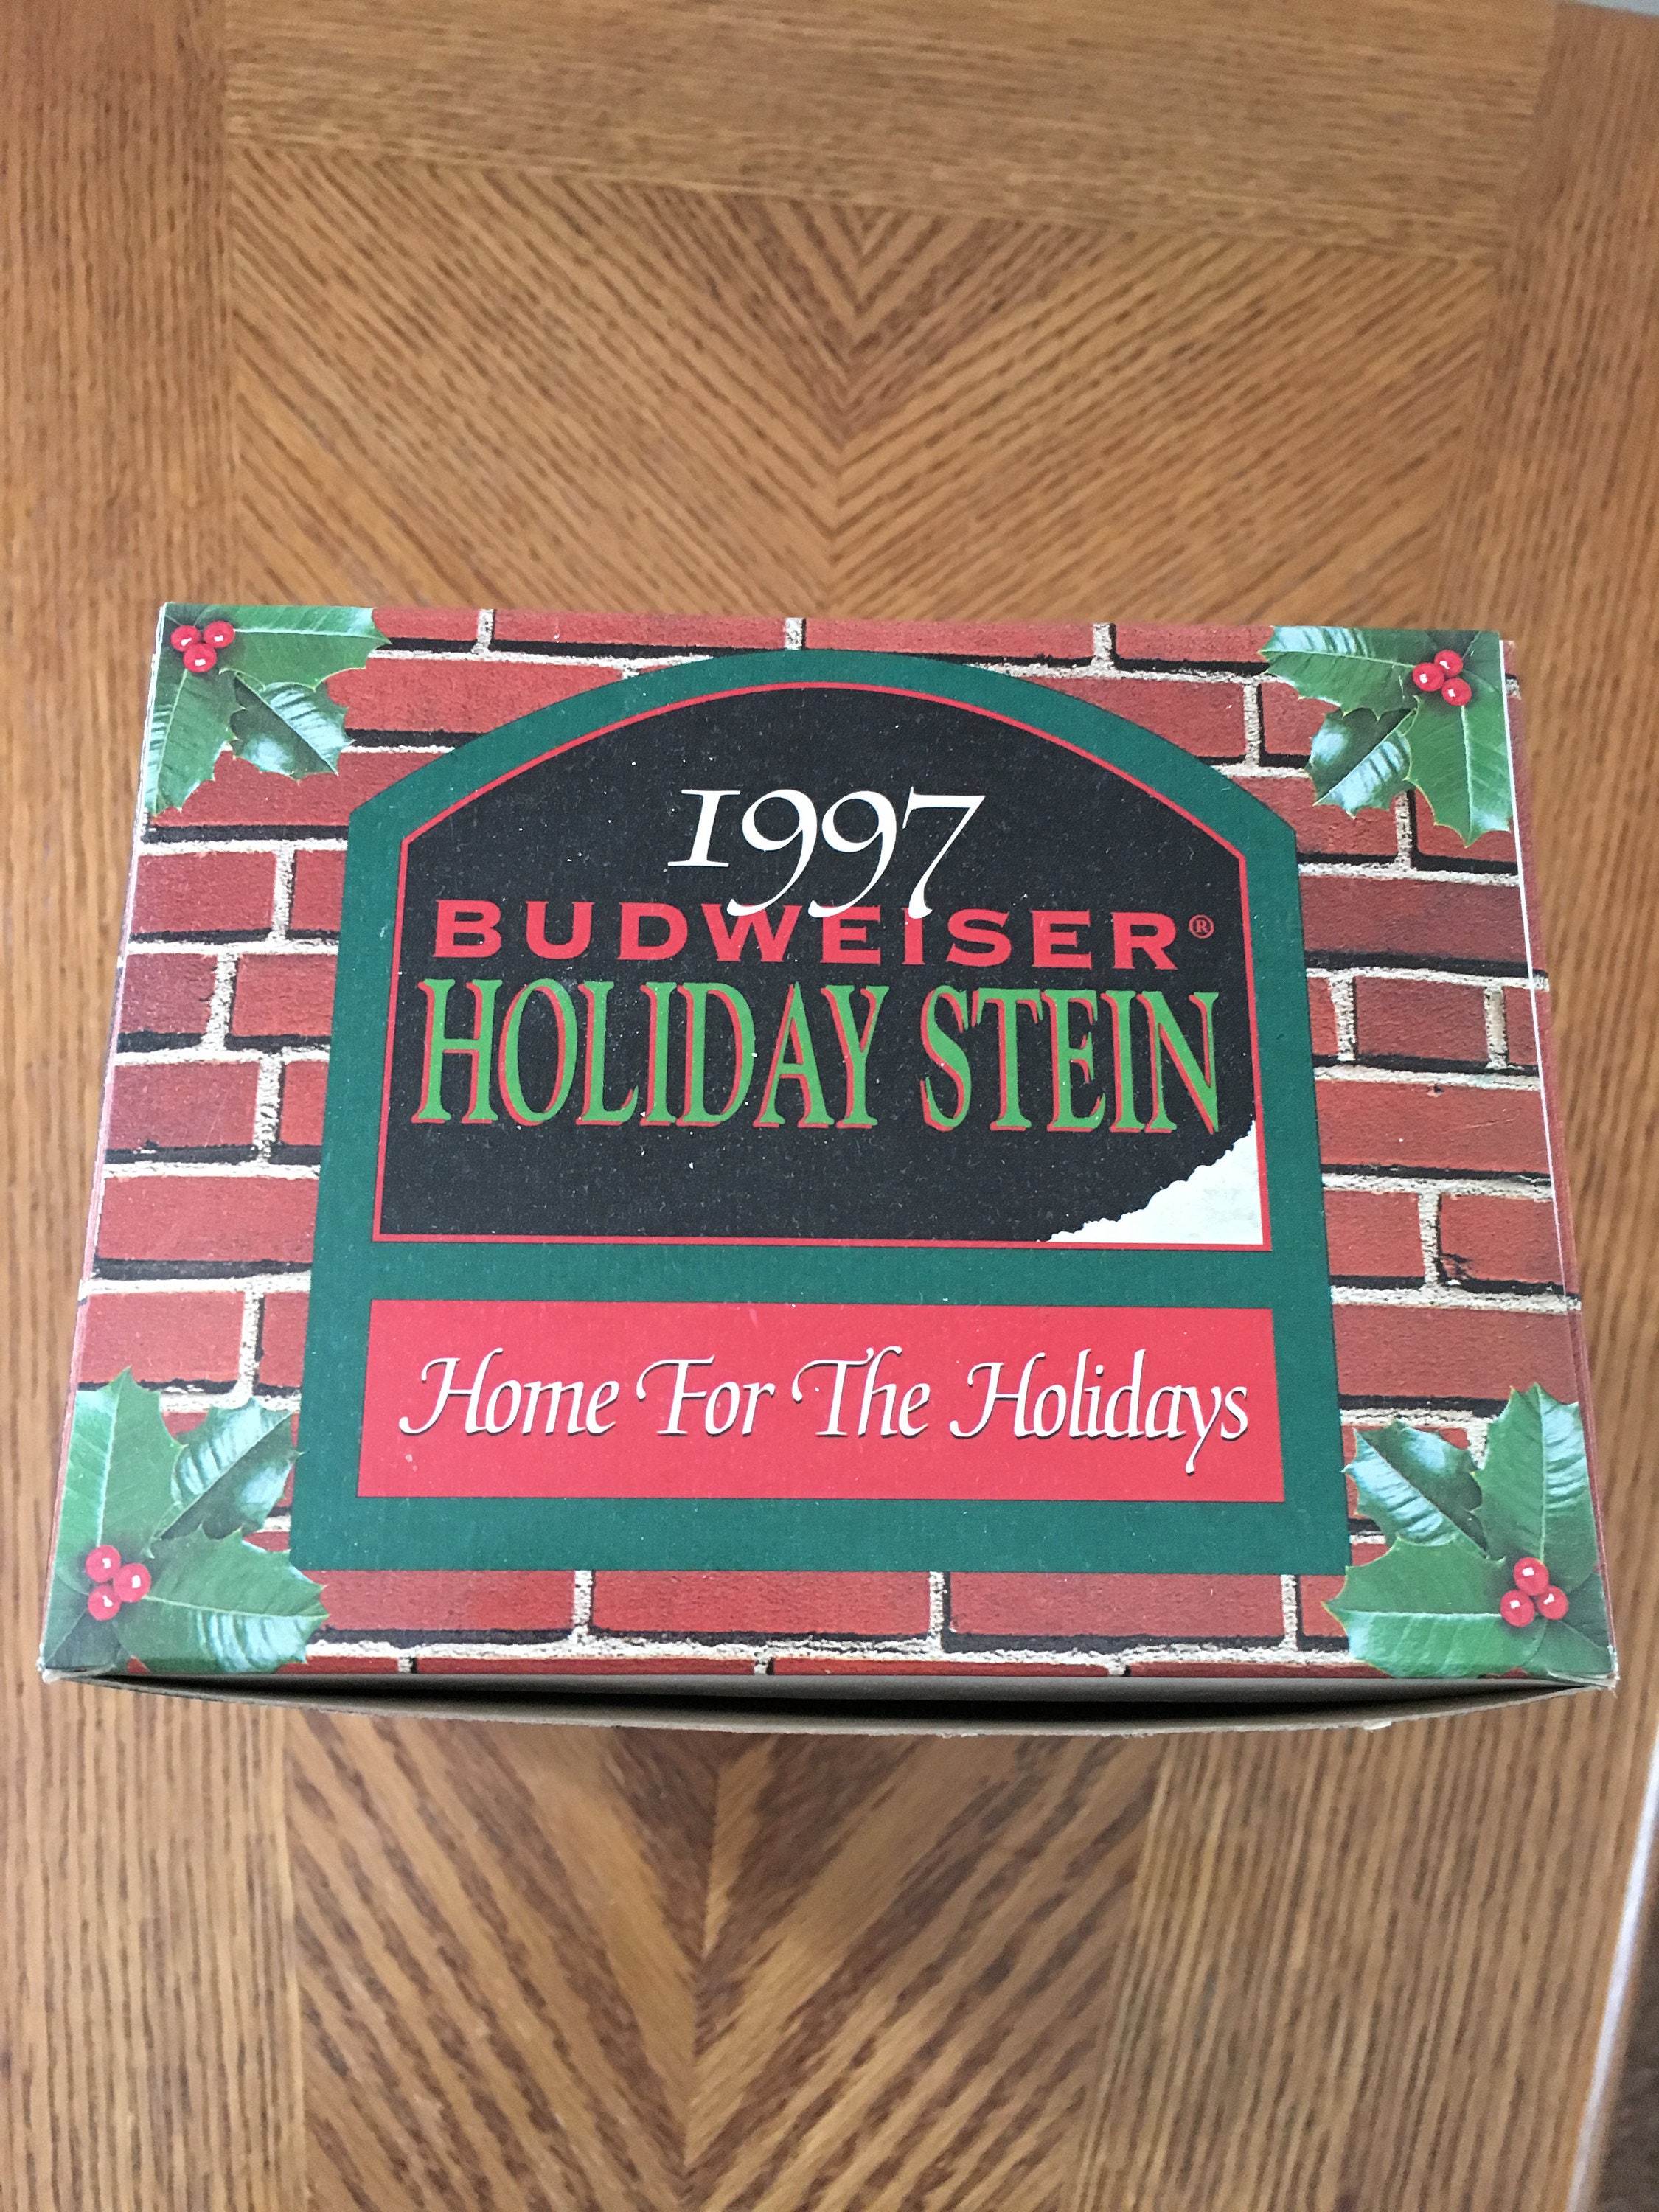 1997
BUDWEISER®
HOLIDAY STEIN
Home For The Holidays